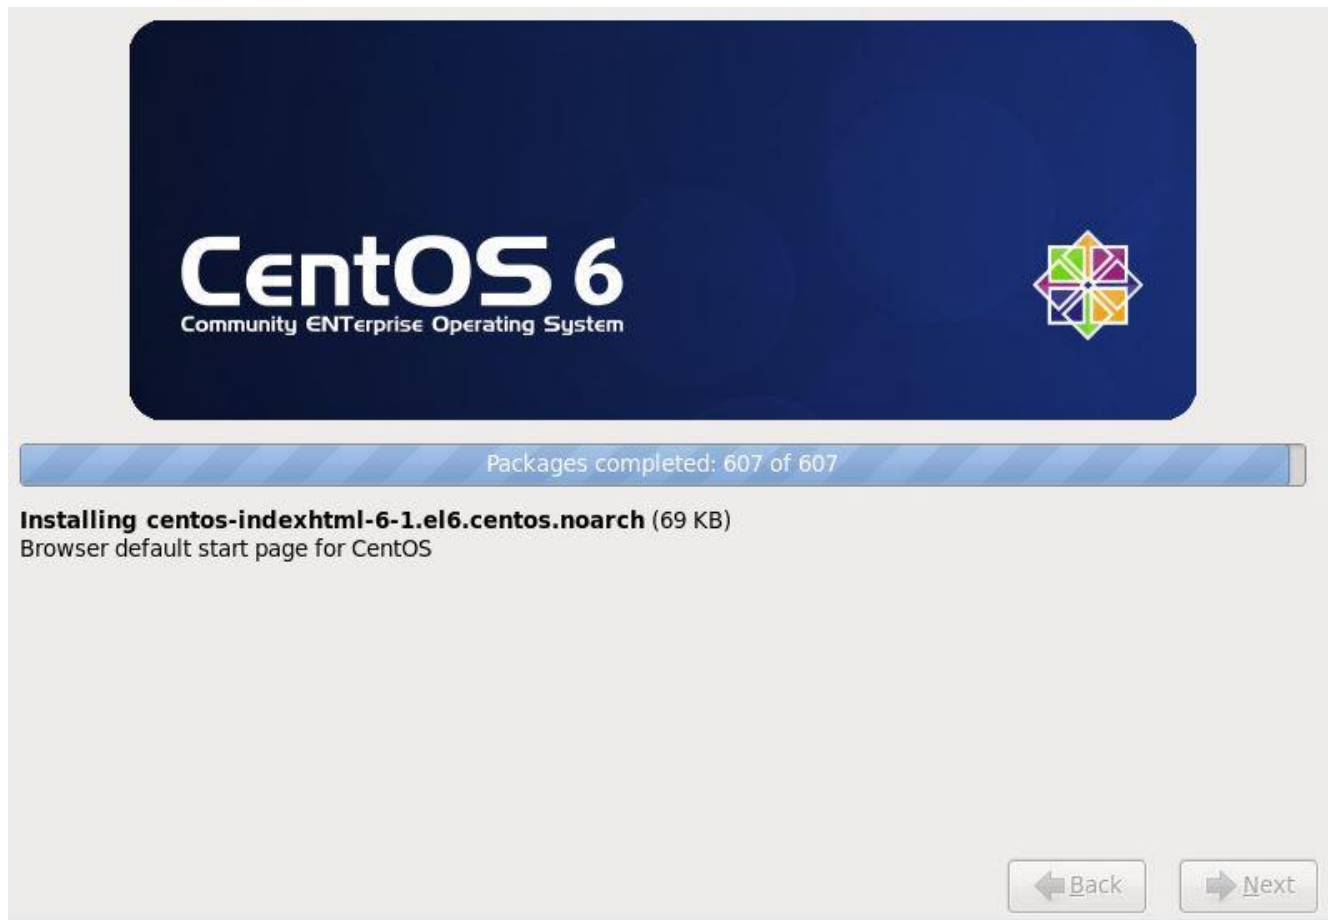 CentOS 6
Community ENTerprise Operating System
Packages completed: 607 of 607
Installing centos-indexhtml-6-1.el6.centos.noarch (69 KB)
Browser default start page for CentOS
Back
Next